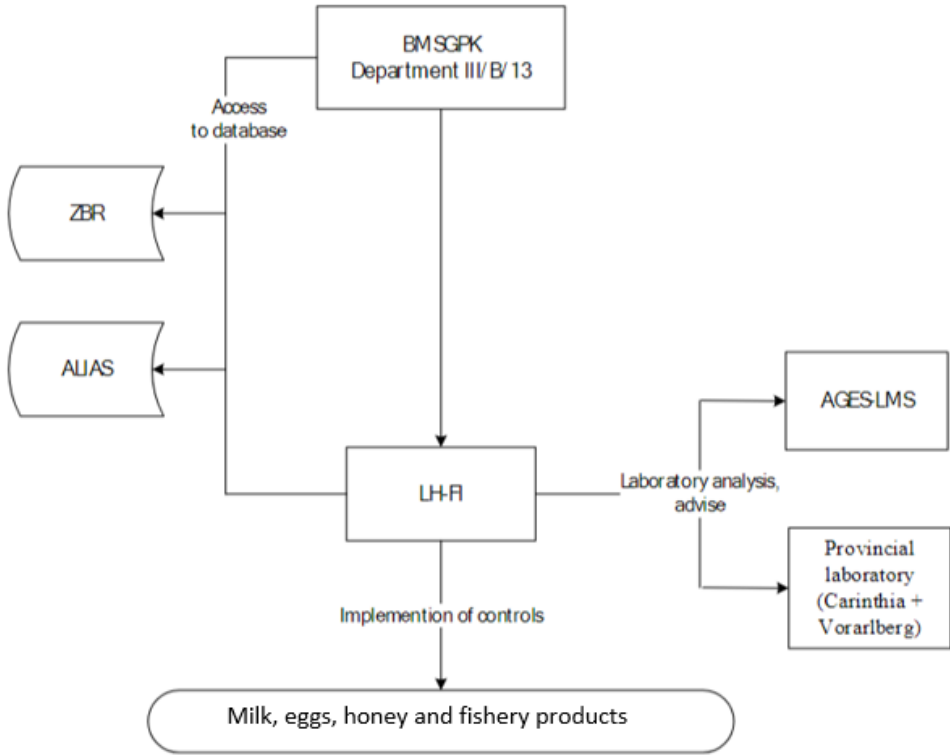 BMSGPK
Department III/B/13
Access
to database
ZBR
ALIAS
AGES-LMS
LH-FI
Laboratory analysis,
advise
Provincial
laboratory
(Carinthia +
Vorarlberg)
Implemention of controls
Milk, eggs, honey and fishery products